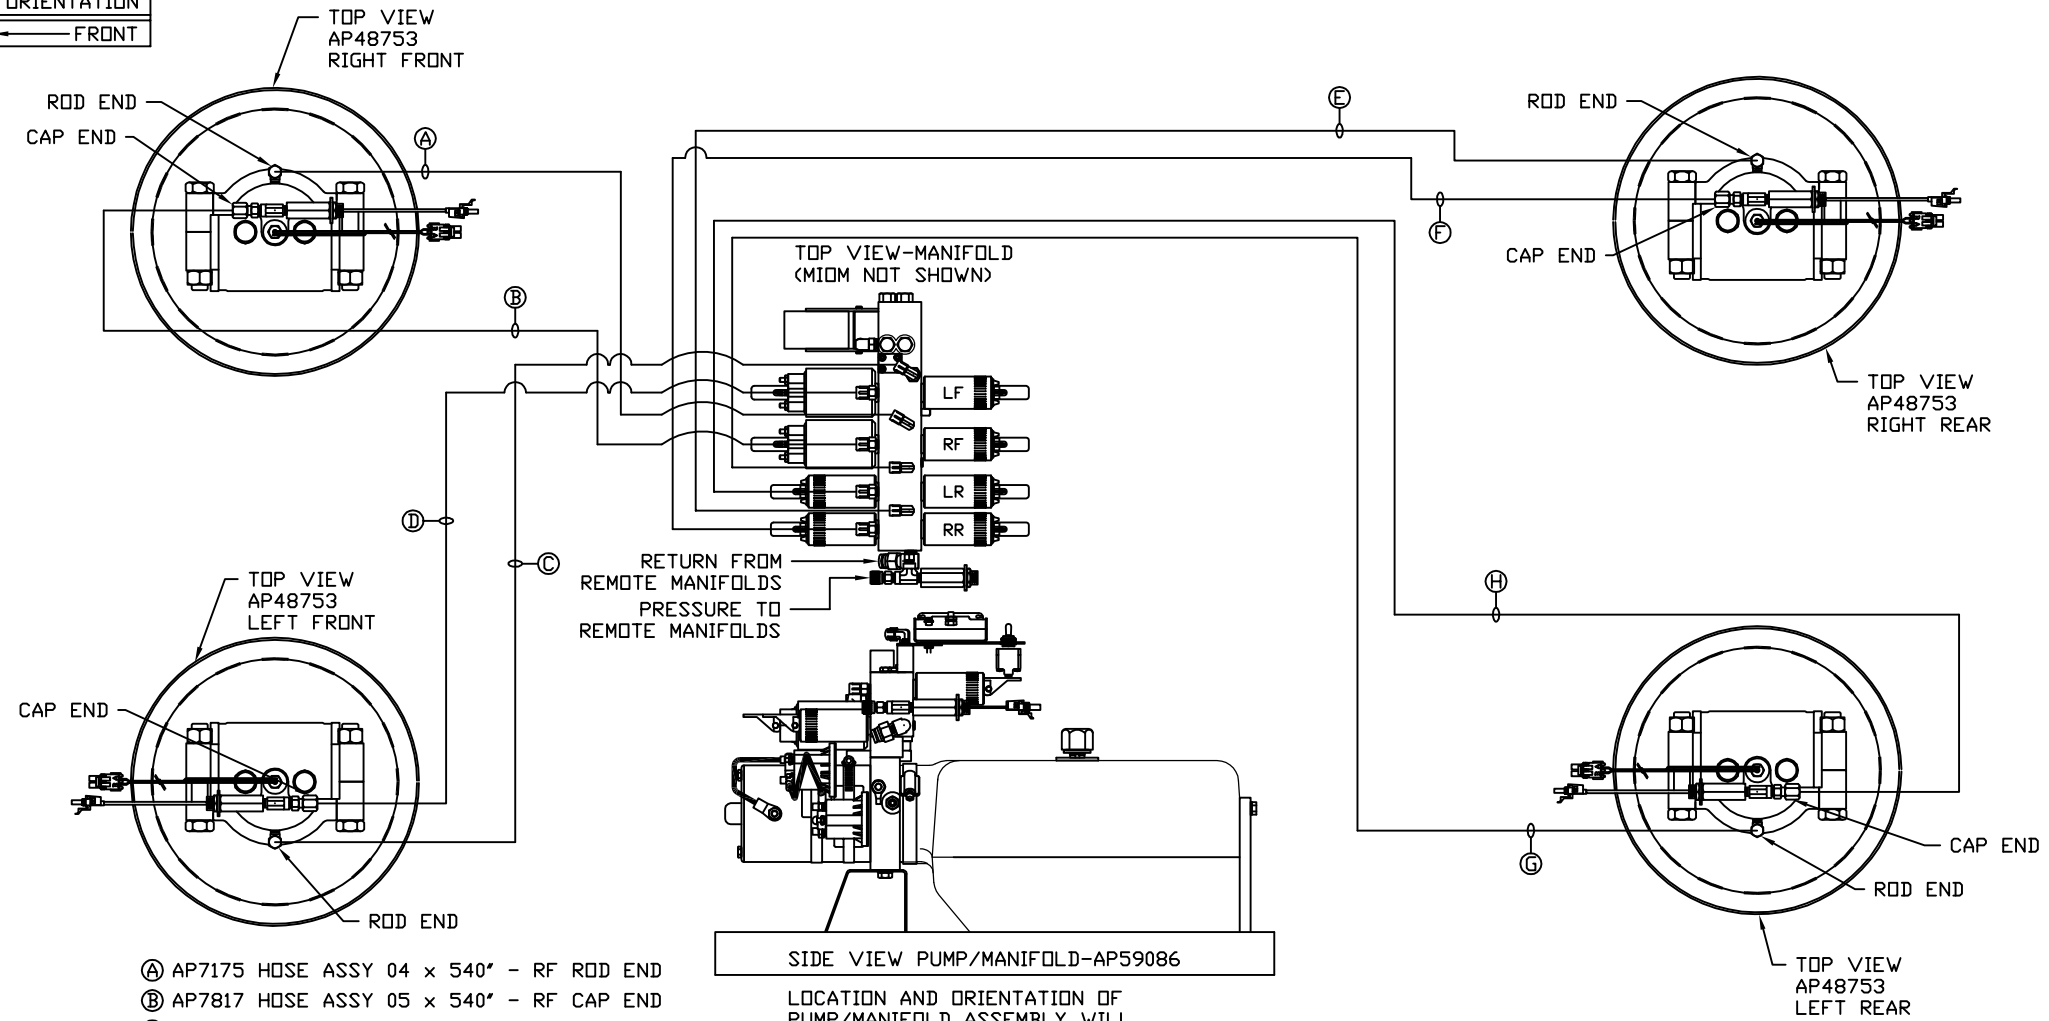 ORIENTATION
FRONT
TOP VIEW
AP48753
RIGHT FRONT
ROD END
CAP END
A
B
E
F
ROD END
CAP END
TOP VIEW
AP48753
RIGHT REAR
TOP VIEW-MANIFOLD
(MIOM NOT SHOWN)
LF
RF
LR
RR
D
C
RETURN FROM
REMOTE MANIFOLDS
PRESSURE TO
REMOTE MANIFOLDS
TOP VIEW
AP48753
LEFT FRONT
CAP END
ROD END
H
G
CAP END
ROD END
TOP VIEW
AP48753
LEFT REAR
SIDE VIEW PUMP/MANIFOLD-AP59086
LOCATION AND ORIENTATION OF
PUMP/MANIFOLD ASSEMBLY WILL
A AP7175 HOSE ASSY 04 x 540" - RF ROD END
B AP7817 HOSE ASSY 05 x 540" - RF CAP END